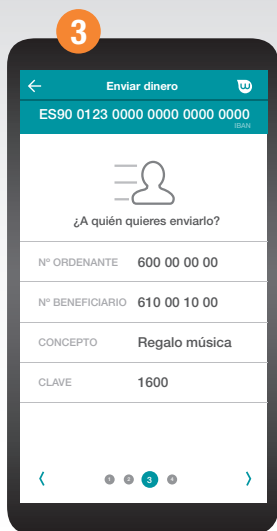 3
Enviar dinero
ES90 0123 0000 0000 0000 0000
IBAN
¿A quién quieres enviarlo?
Nº ORDENANTE 600 00 00 00
Nº BENEFICIARIO 610 00 10 00
CONCEPTO Regalo música
CLAVE 1600
1 2 3 4